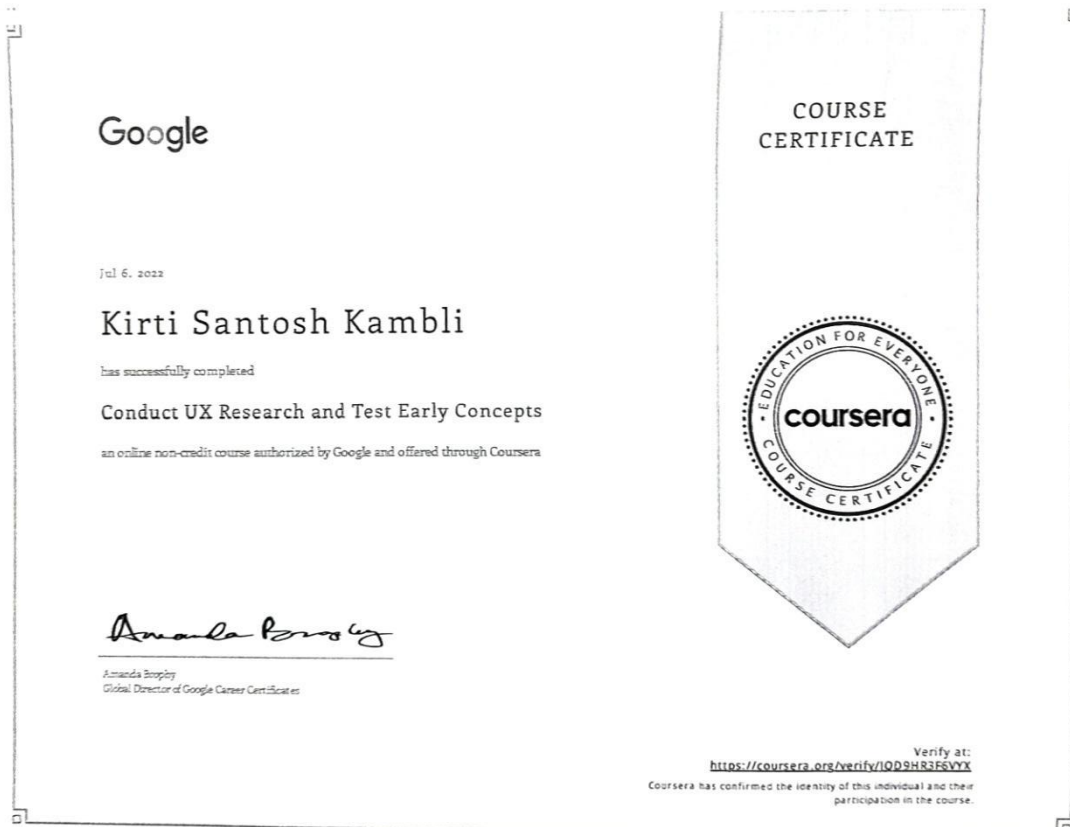 Google
Jul 6, 2022
Kirti Santosh Kambli
has successfully completed
Conduct UX Research and Test Early Concepts
an online non-credit course authorized by Google and offered through Coursera
Amanda Brophy
Amanda Brophy
Global Director of Google Career Certificates
COURSE
CERTIFICATE
EDUCATION FOR EVERYONE
coursera
COURSE CERTIFICATE
Verify at:
https://coursera.org/verify/IQD9HR3F6VYX
Coursera has confirmed the identity of this individual and their
participation in the course.